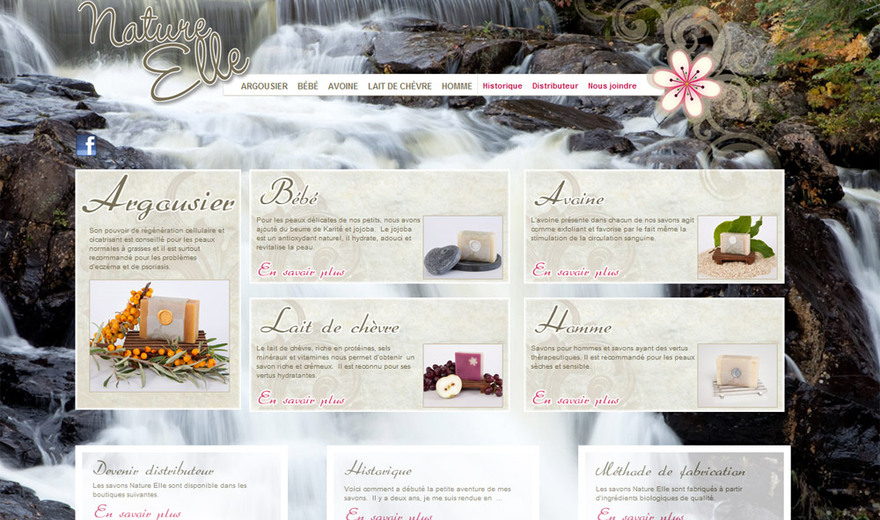 Nature
Elle
ARGOUSIER BÉBÉ AVOINE LAIT DE CHÈVRE HOMME Historique Distributeur Nous joindre
f
Argousier
Son pouvoir de régénération cellulaire et
cicatrisant est conseillé pour les peaux
normales à grasses et il est surtout
recommandé pour les problèmes
d'eczéma et de psoriasis.
Bébé
Pour les peaux délicates de nos petits, nous avons
ajouté du beurre de Karité et jojoba. La jojoba
est un antioxydant naturel, il hydrate, adouci et
revitalise la peau.
En savoir plus
Avoine
L'avoine présente dans chacun de nos savons agit
comme exfoliant et favorise par le fait même la
stimulation de la circulation sanguine.
En savoir plus
Lait de chèvre
Le lait de chèvre, riche en protéines, sels
minéraux et vitamines nous permet d'obtenir un
savon riche et crémeux. Il est reconnu pour ses
vertus hydratantes.
En savoir plus
Homme
Savons pour hommes et savons ayant des vertus
thérapeutiques. Il est recommandé pour les peaux
sèches et sensible.
En savoir plus
Devenir distributeur
Les savons Nature Elle sont disponible dans les
boutiques suivantes
En savoir plus
Historique
Voici comment a débuté la petite aventure de mes
savons. Il y a deux ans, je me suis rendue en ...
En savoir plus
Méthode de fabrication
Les savons Nature Elle sont fabriqués à partir
d'ingrédients biologiques de qualité.
En savoir plus